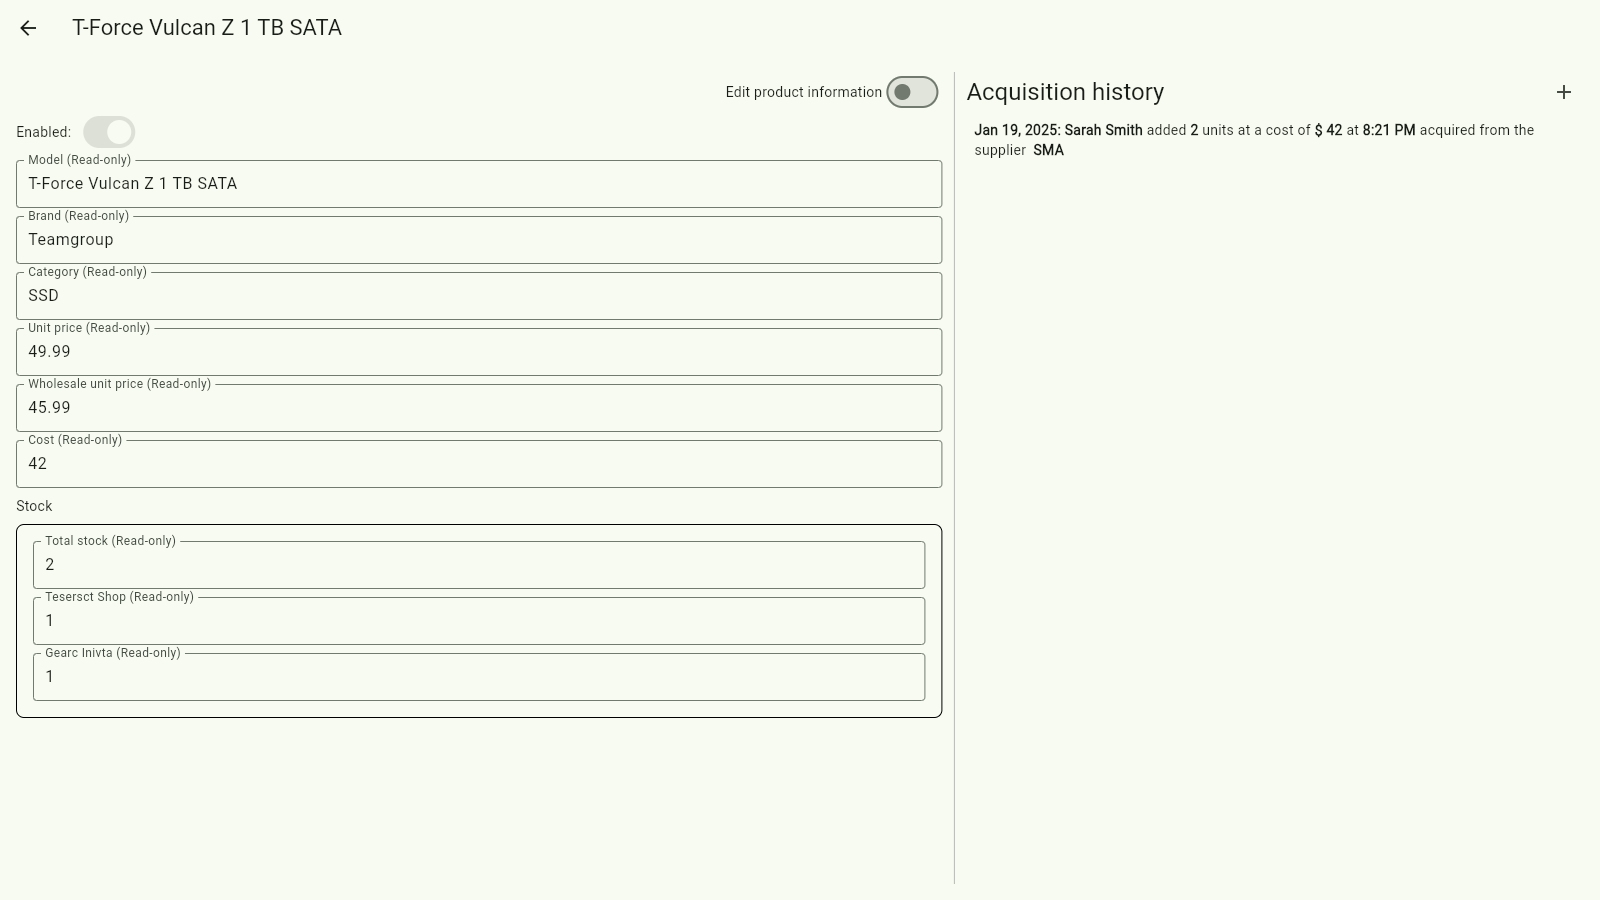 T-Force Vulcan Z 1 TB SATA
Edit product information
Enabled:
Model (Read-only)
T-Force Vulcan Z 1 TB SATA
Brand (Read-only)
Teamgroup
Category (Read-only)
SSD
Unit price (Read-only)
49.99
Wholesale unit price (Read-only)
45.99
Cost (Read-only)
42
Stock
Total stock (Read-only)
2
Tesersct Shop (Read-only)
1
Gearc Inivta (Read-only)
1
Acquisition history
Jan 19, 2025: Sarah Smith added 2 units at a cost of $ 42 at 8:21 PM acquired from the
supplier SMA